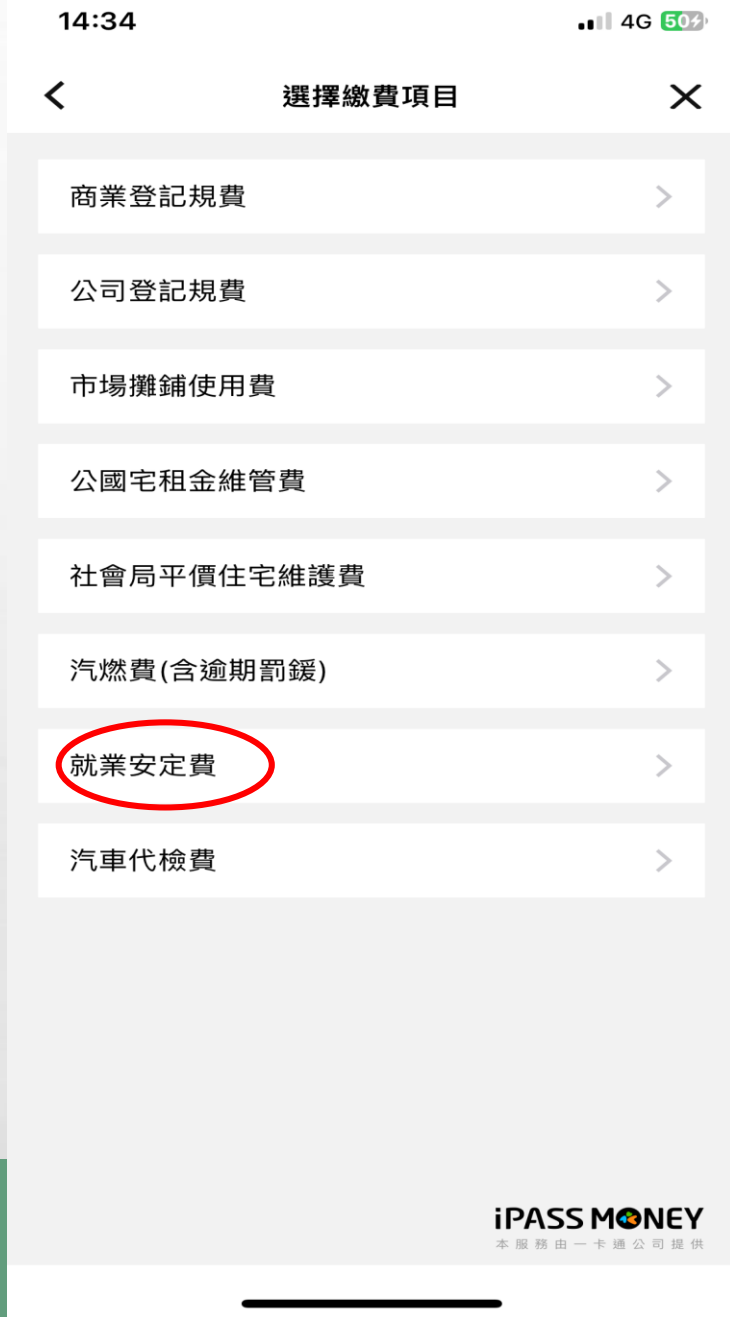 14:34
4G 50
選擇繳費項目
商業登記規費
公司登記規費
市場攤鋪使用費
公國宅租金維管費
社會局平價住宅維護費
汽燃費(含逾期罰鍰)
就業安定費
汽車代檢費
iPASS MONEY
本服務由一卡通公司提供